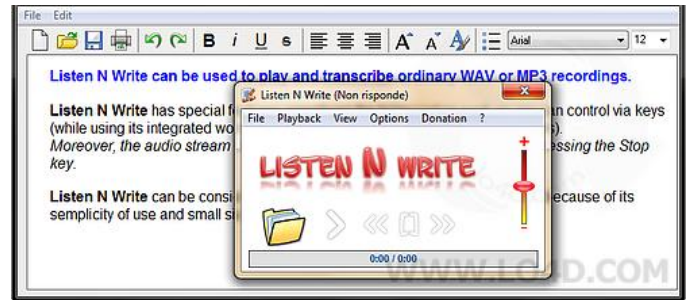 File Edit
B i U s Arial 12
Listen N Write can be used to play and transcribe ordinary WAV or MP3 recordings.
Listen N Write (Non risponde)
Listen N Write has special f an control via keys
File Playback View Options Donation ?
(while using its integrated wo s).
Moreover, the audio stream essing the Stop
key.
LISTEN N WRITE
Listen N Write can be consi ecause of its
semplicity of use and small si
0:00 / 0:00
WWW.LO4D.COM